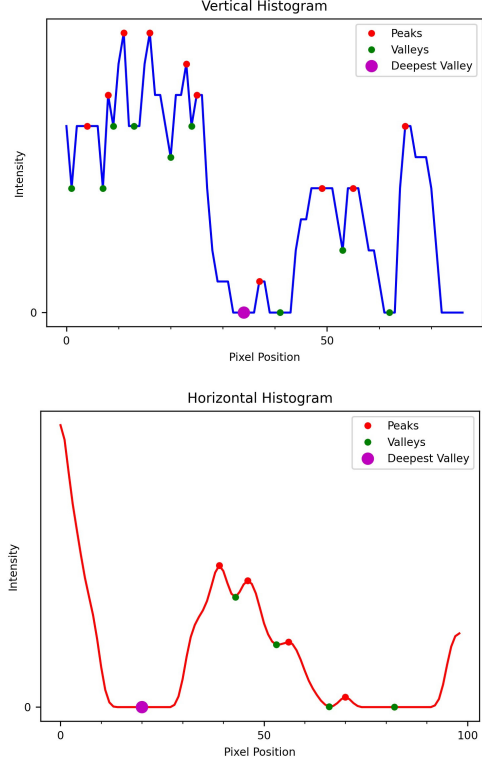 Vertical Histogram
Peaks
Valleys
Deepest Valley
Intensity
0
0
50
Pixel Position
Horizontal Histogram
Peaks
Valleys
Deepest Valley
Intensity
0
0
50
100
Pixel Position